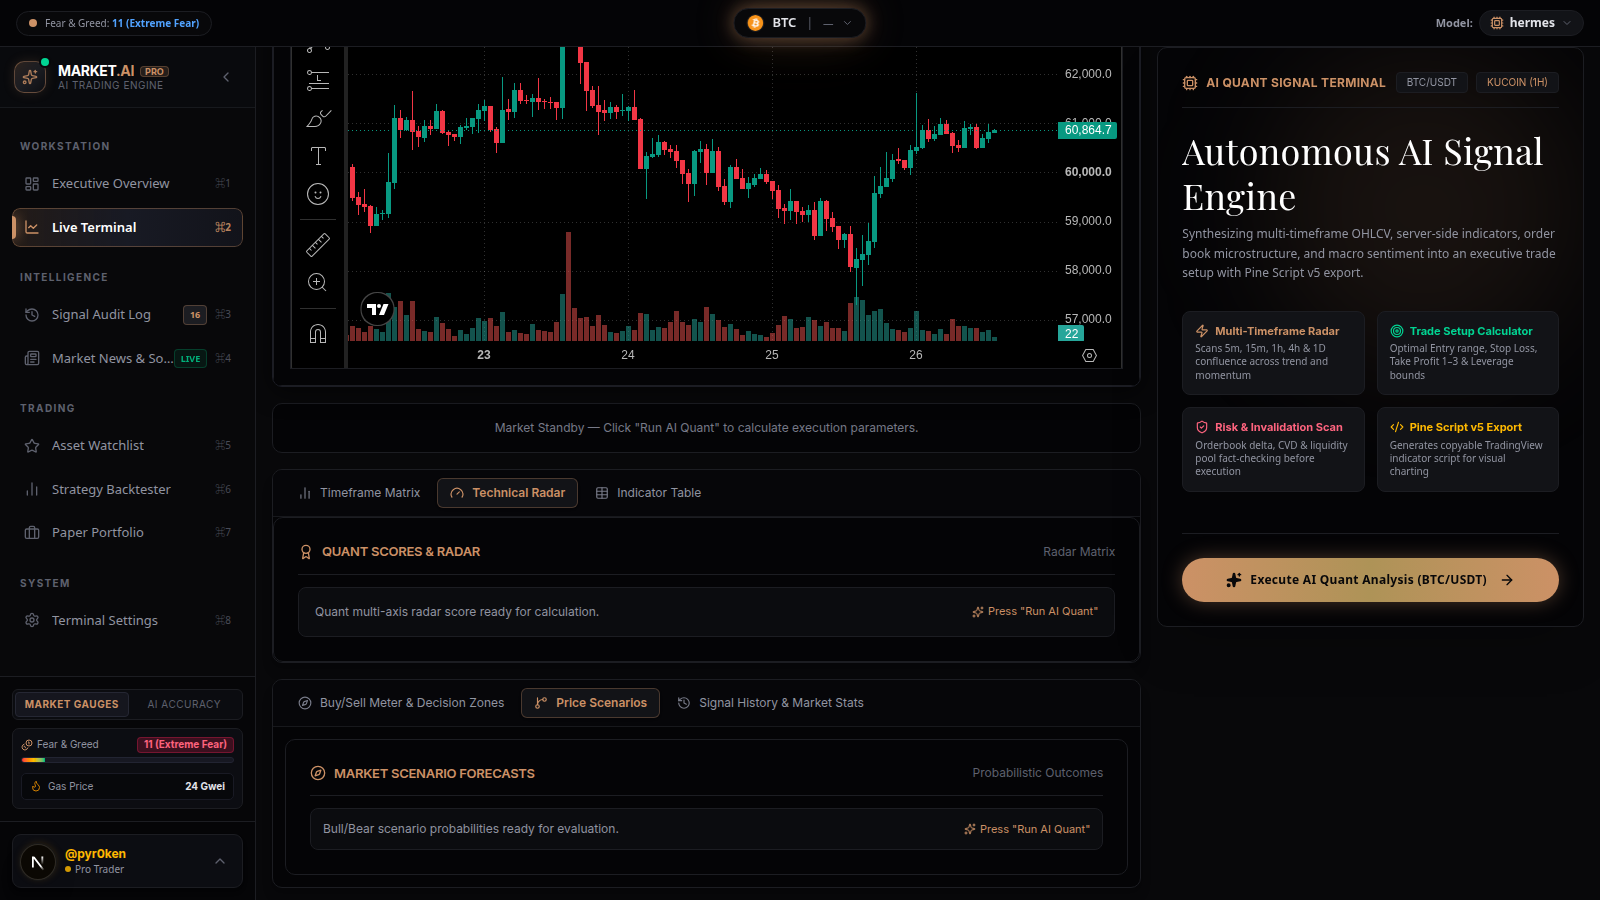 Fear & Greed: 11 (Extreme Fear)
BTC | —
Model: hermes
MARKET.AI PRO
AI TRADING ENGINE
WORKSTATION
Executive Overview ⌘1
Live Terminal ⌘2
INTELLIGENCE
Signal Audit Log 16 ⌘3
Market News & So... LIVE ⌘4
TRADING
Asset Watchlist ⌘5
Strategy Backtester ⌘6
Paper Portfolio ⌘7
SYSTEM
Terminal Settings ⌘8
MARKET GAUGES AI ACCURACY
Fear & Greed 11 (Extreme Fear)
Gas Price 24 Gwei
N
@pyr0ken
Pro Trader
62,000.0
61,000.0
60,864.7
60,000.0
59,000.0
58,000.0
57,000.0
22
23 24 25 26
Market Standby — Click "Run AI Quant" to calculate execution parameters.
Timeframe Matrix Technical Radar Indicator Table
QUANT SCORES & RADAR Radar Matrix
Quant multi-axis radar score ready for calculation. Press "Run AI Quant"
Buy/Sell Meter & Decision Zones Price Scenarios Signal History & Market Stats
MARKET SCENARIO FORECASTS Probabilistic Outcomes
Bull/Bear scenario probabilities ready for evaluation. Press "Run AI Quant"
AI QUANT SIGNAL TERMINAL BTC/USDT KUCOIN (1H)
Autonomous AI Signal
Engine
Synthesizing multi-timeframe OHLCV, server-side indicators, order
book microstructure, and macro sentiment into an executive trade
setup with Pine Script v5 export.
Multi-Timeframe Radar
Scans 5m, 15m, 1h, 4h & 1D
confluence across trend and
momentum
Trade Setup Calculator
Optimal Entry range, Stop Loss,
Take Profit 1–3 & Leverage
bounds
Risk & Invalidation Scan
Orderbook delta, CVD & liquidity
pool fact-checking before
execution
Pine Script v5 Export
Generates copyable TradingView
indicator script for visual
charting
Execute AI Quant Analysis (BTC/USDT)